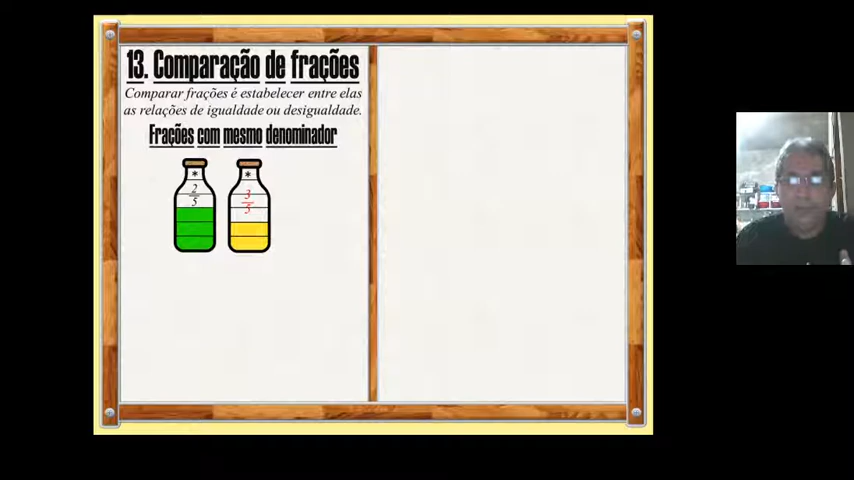 13. Comparação de frações
Comparar frações é estabelecer entre elas
as relações de igualdade ou desigualdade.
Frações com mesmo denominador
* *
2/5 3/5